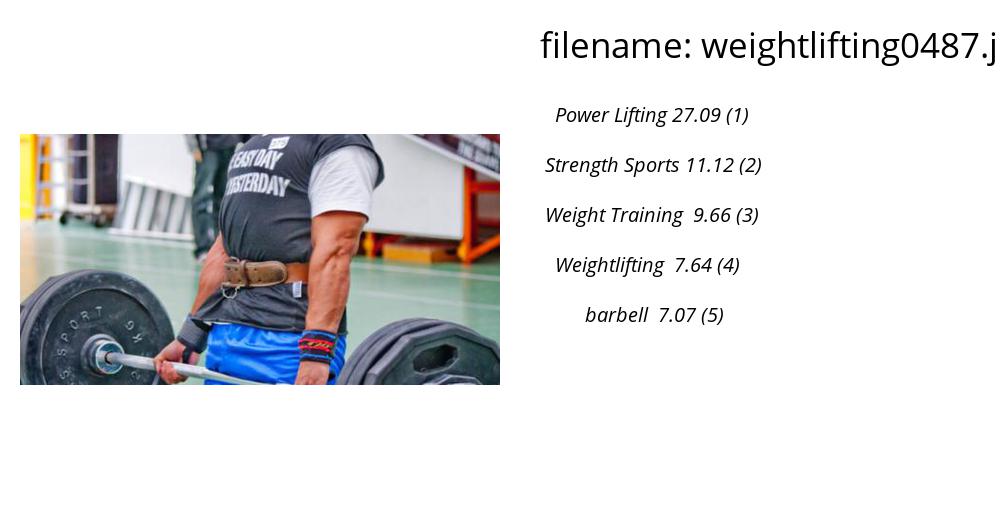 filename: weightlifting0487.j
Power Lifting 27.09 (1)
Strength Sports 11.12 (2)
Weight Training 9.66 (3)
Weightlifting 7.64 (4)
barbell 7.07 (5)
EASY DAY
YESTERDAY
SPORT